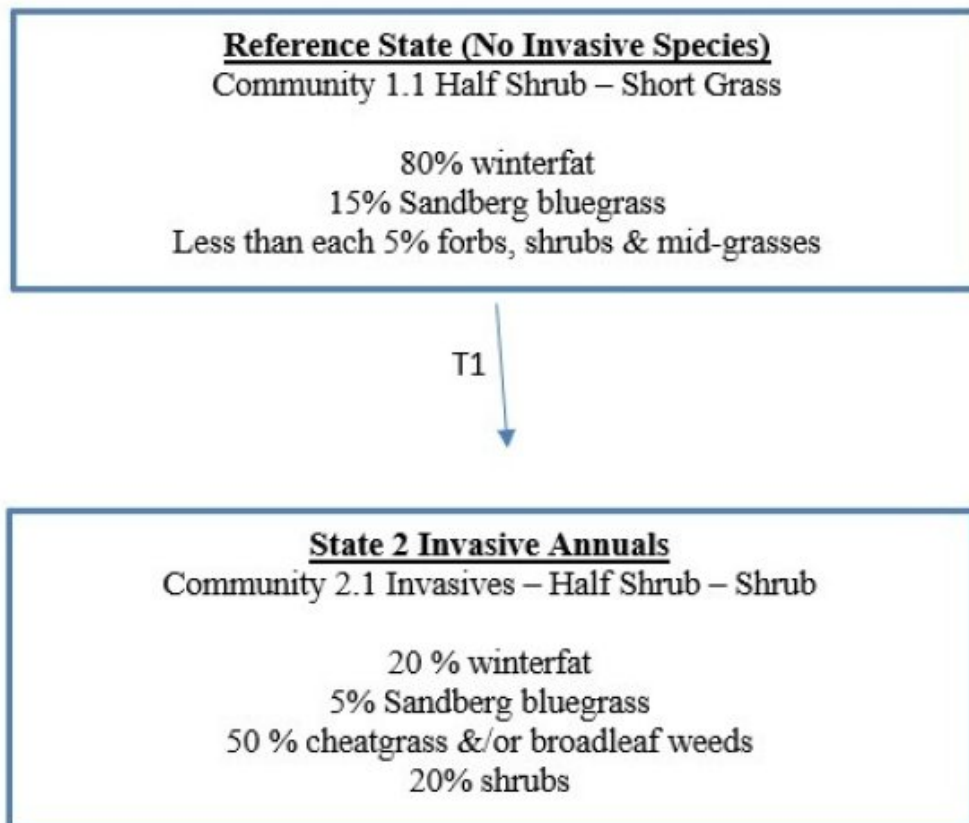 Reference State (No Invasive Species)
Community 1.1 Half Shrub – Short Grass
80% winterfat
15% Sandberg bluegrass
Less than each 5% forbs, shrubs & mid-grasses
T1
State 2 Invasive Annuals
Community 2.1 Invasives – Half Shrub – Shrub
20 % winterfat
5% Sandberg bluegrass
50 % cheatgrass &/or broadleaf weeds
20% shrubs